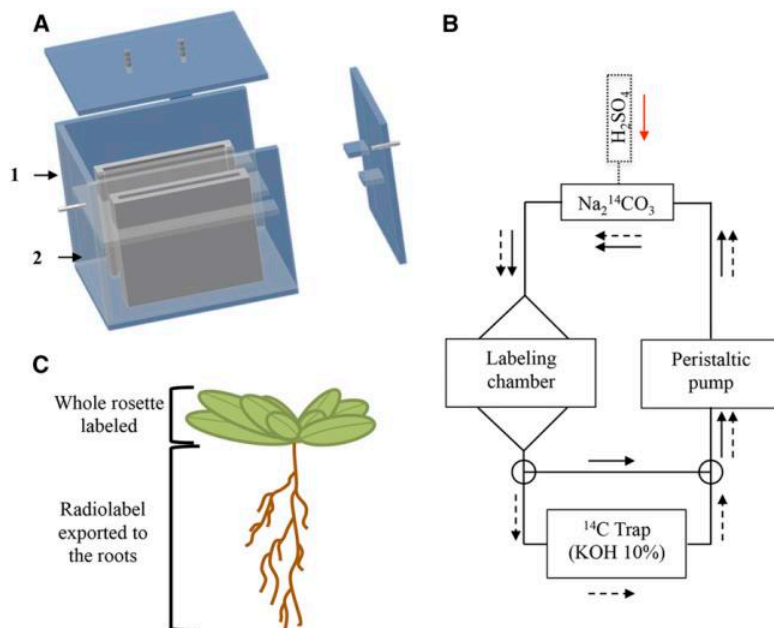 A
1
2
B
H₂SO₄
Na₂¹⁴CO₃
Labeling
chamber
Peristaltic
pump
¹⁴C Trap
(KOH 10%)
C
Whole rosette
labeled
Radiolabel
exported to
the roots